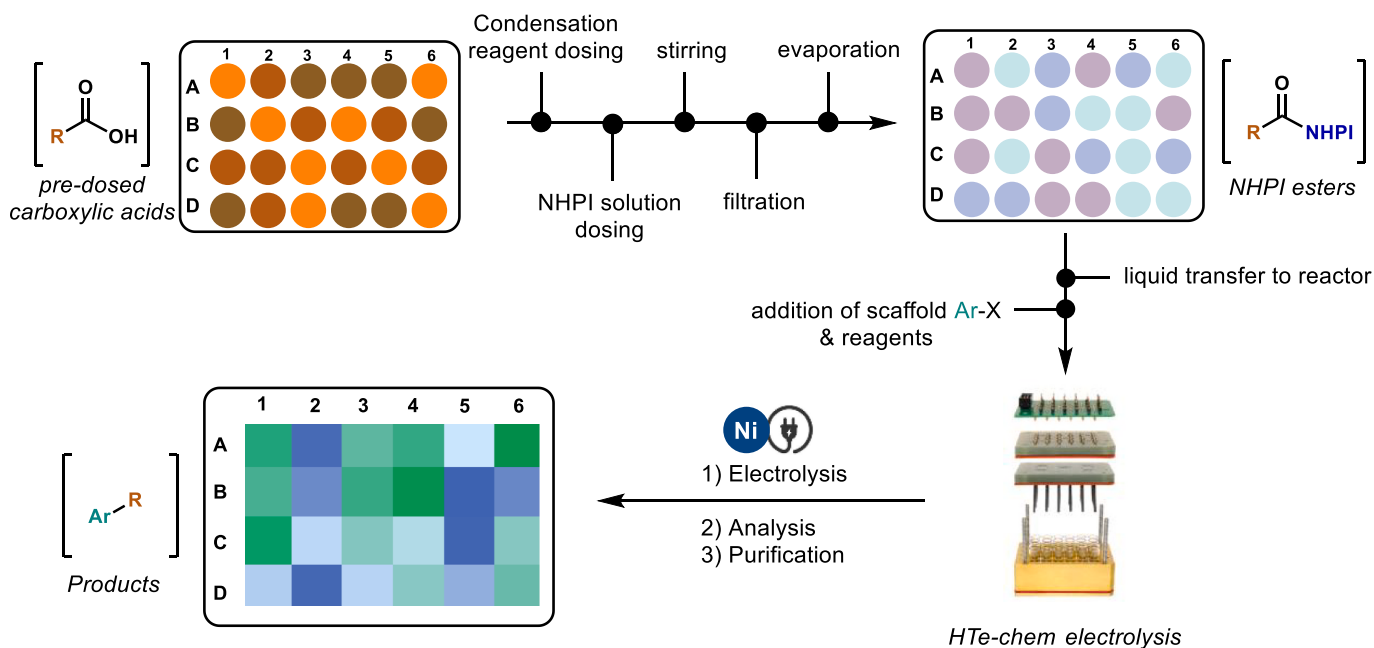 Condensation
reagent dosing
stirring
evaporation
NHPI solution
dosing
filtration
O
R
OH
pre-dosed
carboxylic acids
1 2 3 4 5 6
A
B
C
D
1 2 3 4 5 6
A
B
C
D
O
R
NHPI
NHPI esters
liquid transfer to reactor
addition of scaffold Ar-X
& reagents
HTe-chem electrolysis
Ni
1) Electrolysis
2) Analysis
3) Purification
1 2 3 4 5 6
A
B
C
D
Ar
R
Products